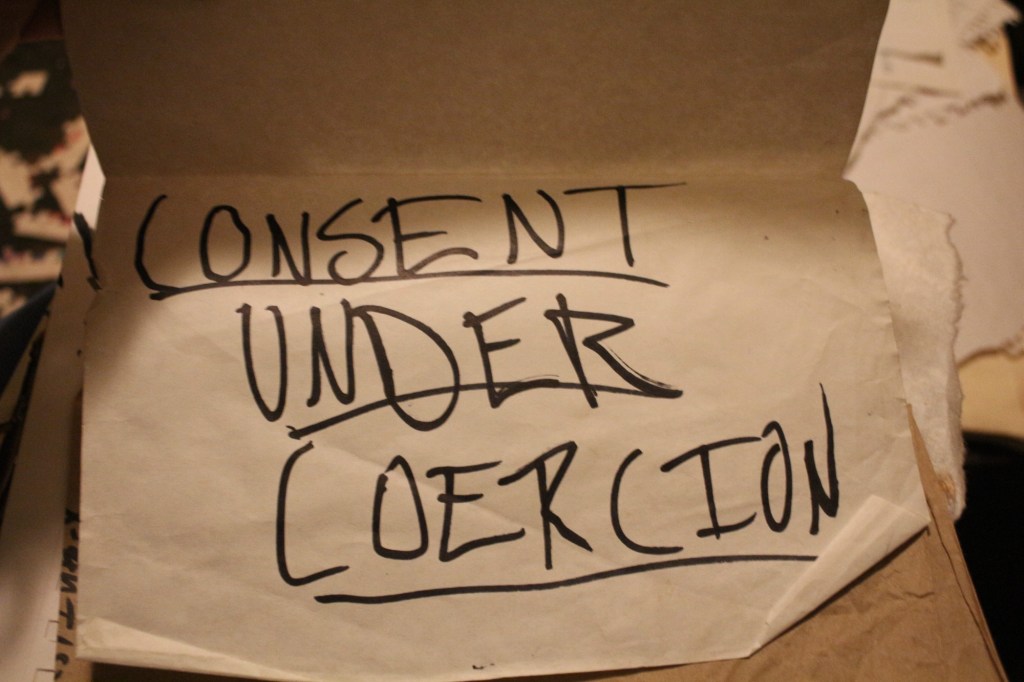 CONSENT
UNDER
COERCION